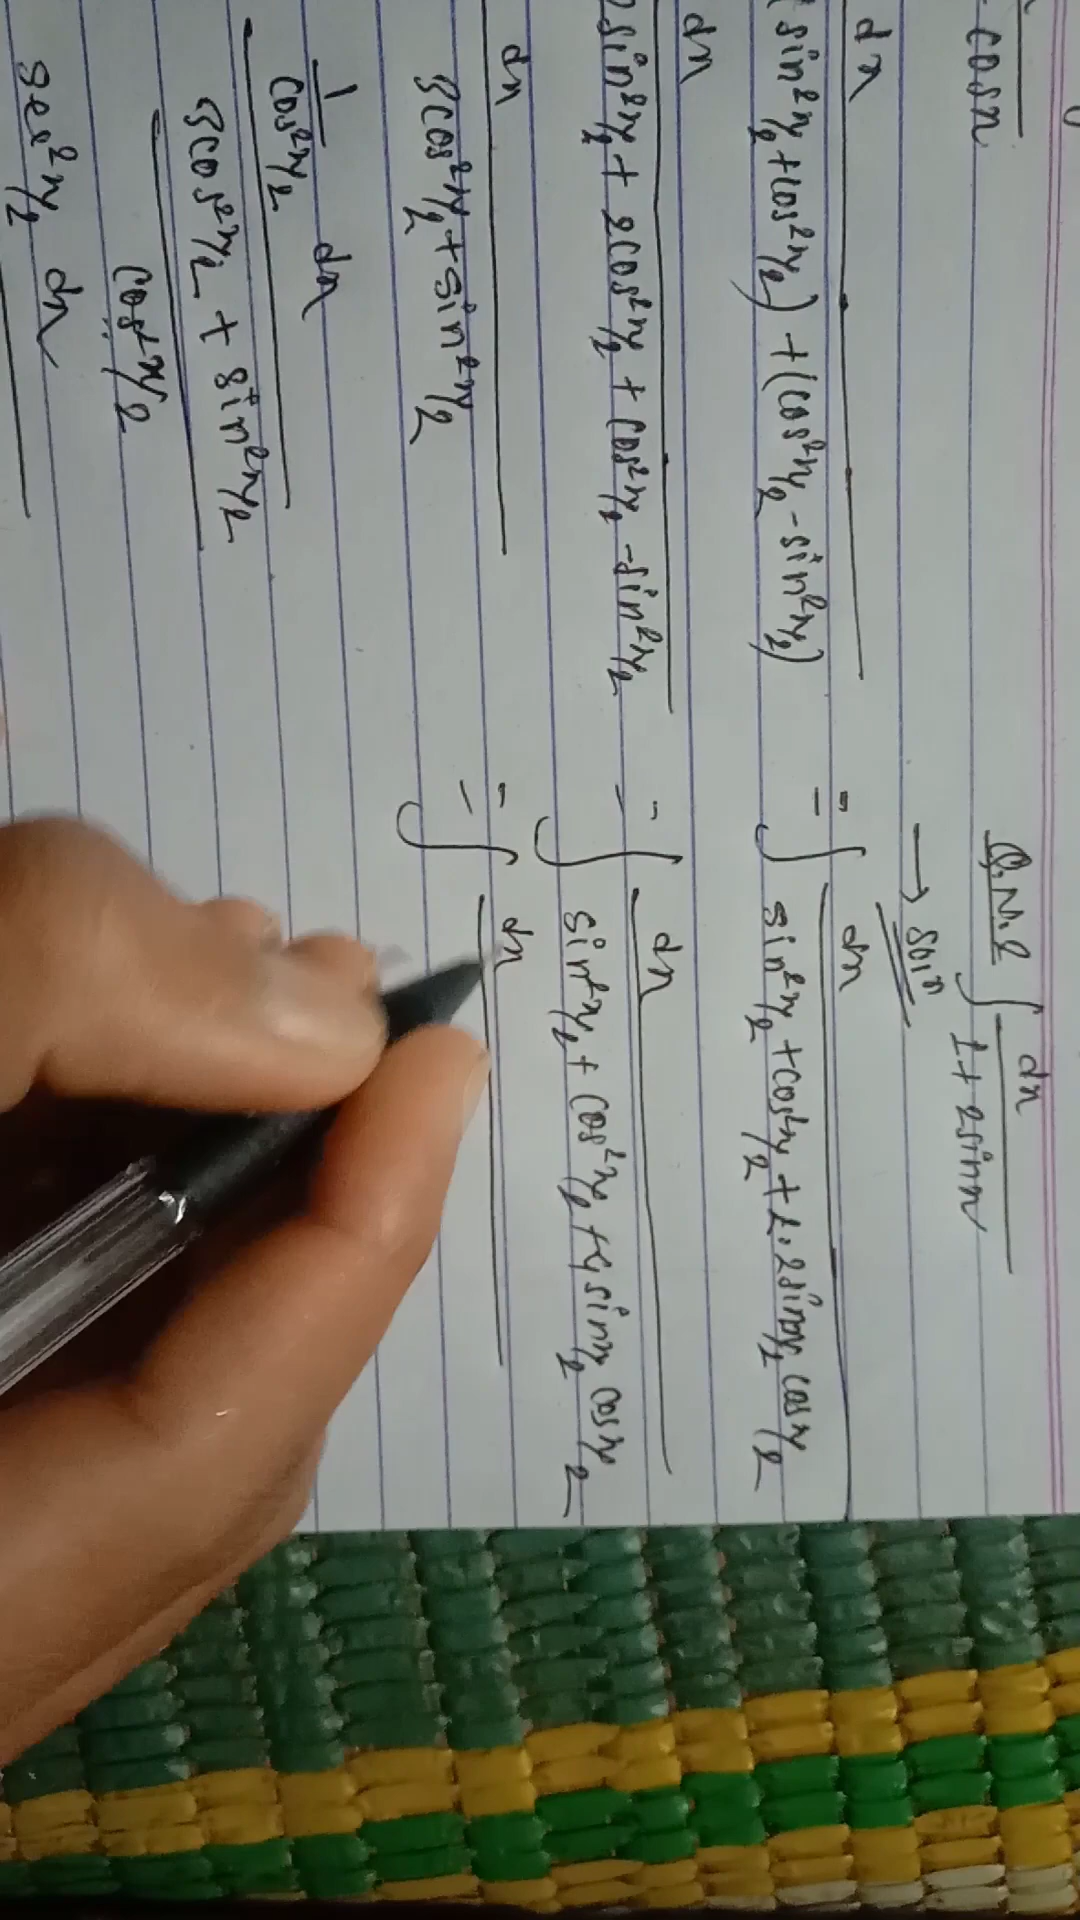 cosx
dx
sin²x/2 + cos²x/2) + (cos²x/2 - sin²x/2)
dx
2sin²x/2 + 2cos²x/2 + cos²x/2 - sin²x/2
dx
3cos²x/2 + sin²x/2
1
cos²x/2 dx
3cos²x/2 + sin²x/2
cos²x/2
sec²x/2 dx
Q.N.2 ∫ dx
1 + 2sinx
→ solⁿ
= ∫ dx
sin²x/2 + cos²x/2 + 2.2sinx/2 cosx/2
= ∫ dx
sin²x/2 + cos²x/2 + 4sinx/2 cosx/2
= ∫ dx